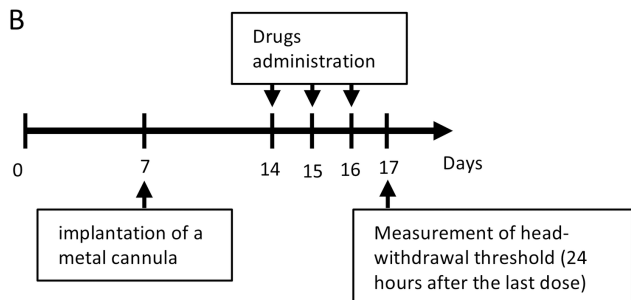 B
Drugs
administration
0
7
14
15
16
17
Days
implantation of a
metal cannula
Measurement of head-
withdrawal threshold (24
hours after the last dose)